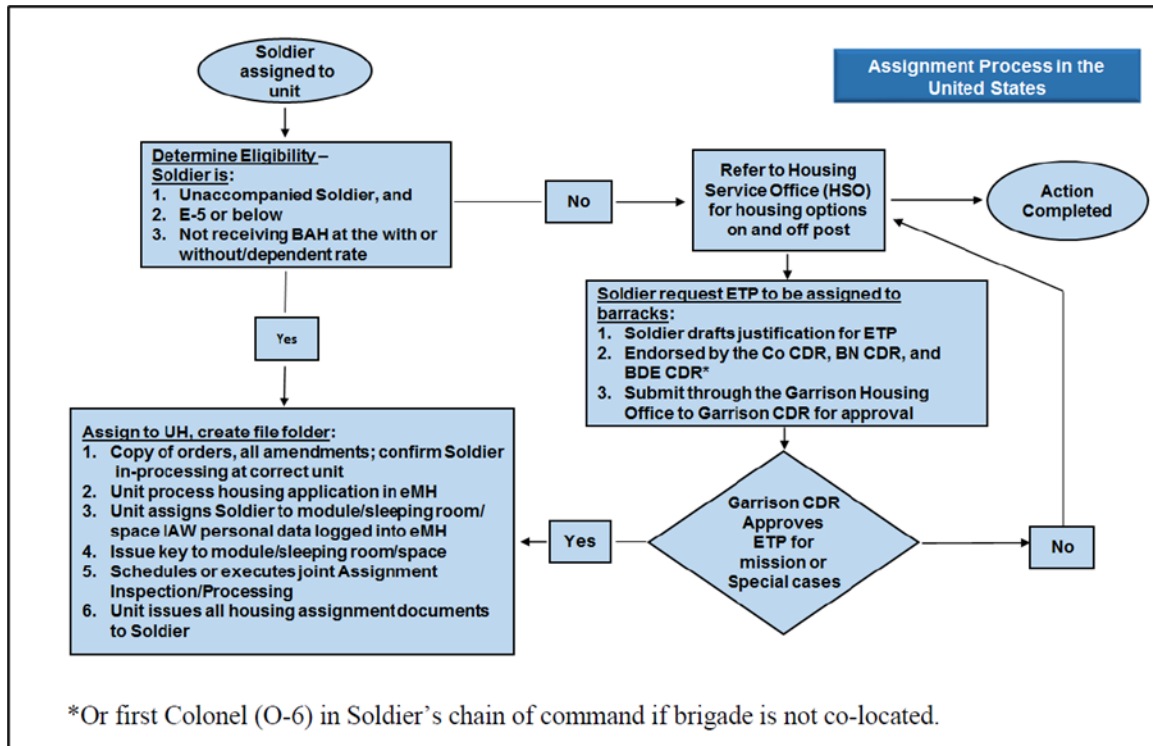 Soldier
assigned to
unit
Assignment Process in the
United States
Determine Eligibility –
Soldier is:
1. Unaccompanied Soldier, and
2. E-5 or below
3. Not receiving BAH at the with or
without/dependent rate
No
Refer to Housing
Service Office (HSO)
for housing options
on and off post
Action
Completed
Yes
Soldier request ETP to be assigned to
barracks:
1. Soldier drafts justification for ETP
2. Endorsed by the Co CDR, BN CDR, and
BDE CDR*
3. Submit through the Garrison Housing
Office to Garrison CDR for approval
Assign to UH, create file folder:
1. Copy of orders, all amendments; confirm Soldier
in-processing at correct unit
2. Unit process housing application in eMH
3. Unit assigns Soldier to module/sleeping room/
space IAW personal data logged into eMH
4. Issue key to module/sleeping room/space
5. Schedules or executes joint Assignment
Inspection/Processing
6. Unit issues all housing assignment documents
to Soldier
Yes
Garrison CDR
Approves
ETP for
mission or
Special cases
No
*Or first Colonel (O-6) in Soldier's chain of command if brigade is not co-located.